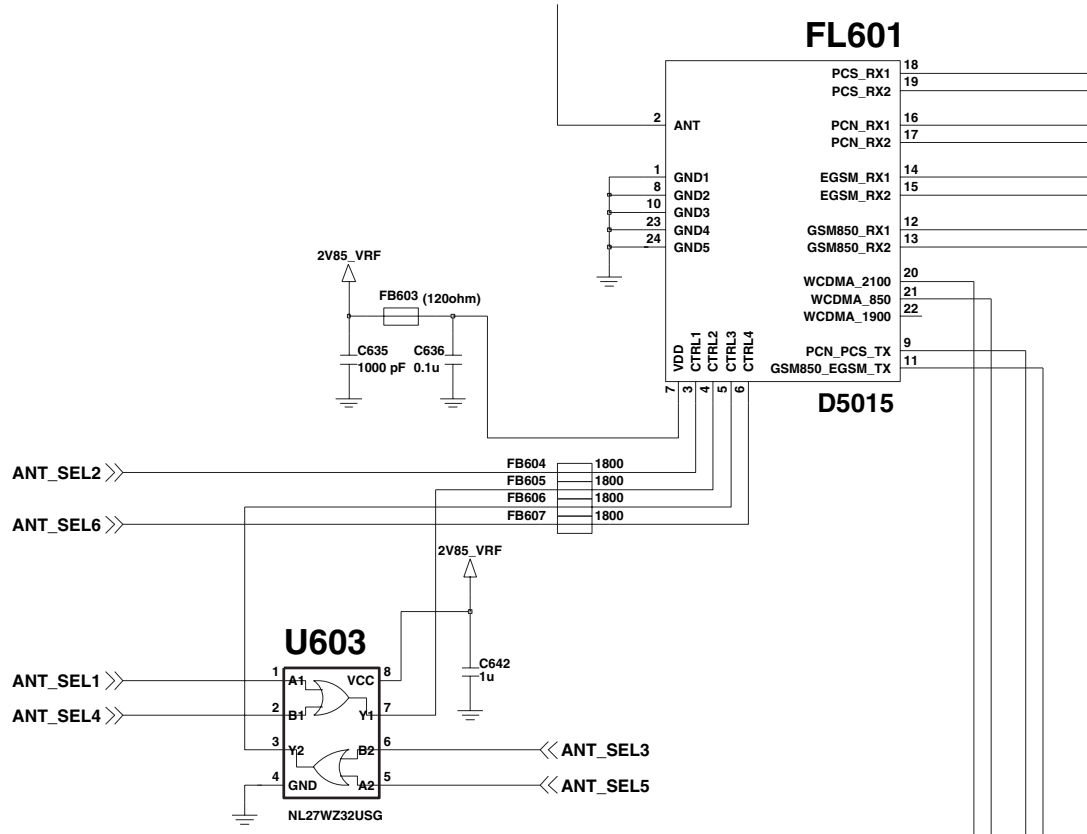 FL601
18
PCS_RX1
19
PCS_RX2
2
ANT
16
PCN_RX1
17
PCN_RX2
1
GND1
14
EGSM_RX1
8
GND2
15
EGSM_RX2
10
GND3
23
GND4
12
GSM850_RX1
24
GND5
13
GSM850_RX2
2V85_VRF
20
WCDMA_2100
21
WCDMA_850
22
WCDMA_1900
FB603 (120ohm)
C635
1000 pF
C636
0.1u
VDD
CTRL1
CTRL2
CTRL3
CTRL4
9
PCN_PCS_TX
11
GSM850_EGSM_TX
7
3
4
5
6
D5015
ANT_SEL2
FB604 1800
FB605 1800
FB606 1800
ANT_SEL6
FB607 1800
2V85_VRF
U603
C642
1u
ANT_SEL1
1
A1
VCC
8
ANT_SEL4
2
B1
Y1
7
3
Y2
B2
6
ANT_SEL3
4
GND
A2
5
ANT_SEL5
NL27WZ32USG